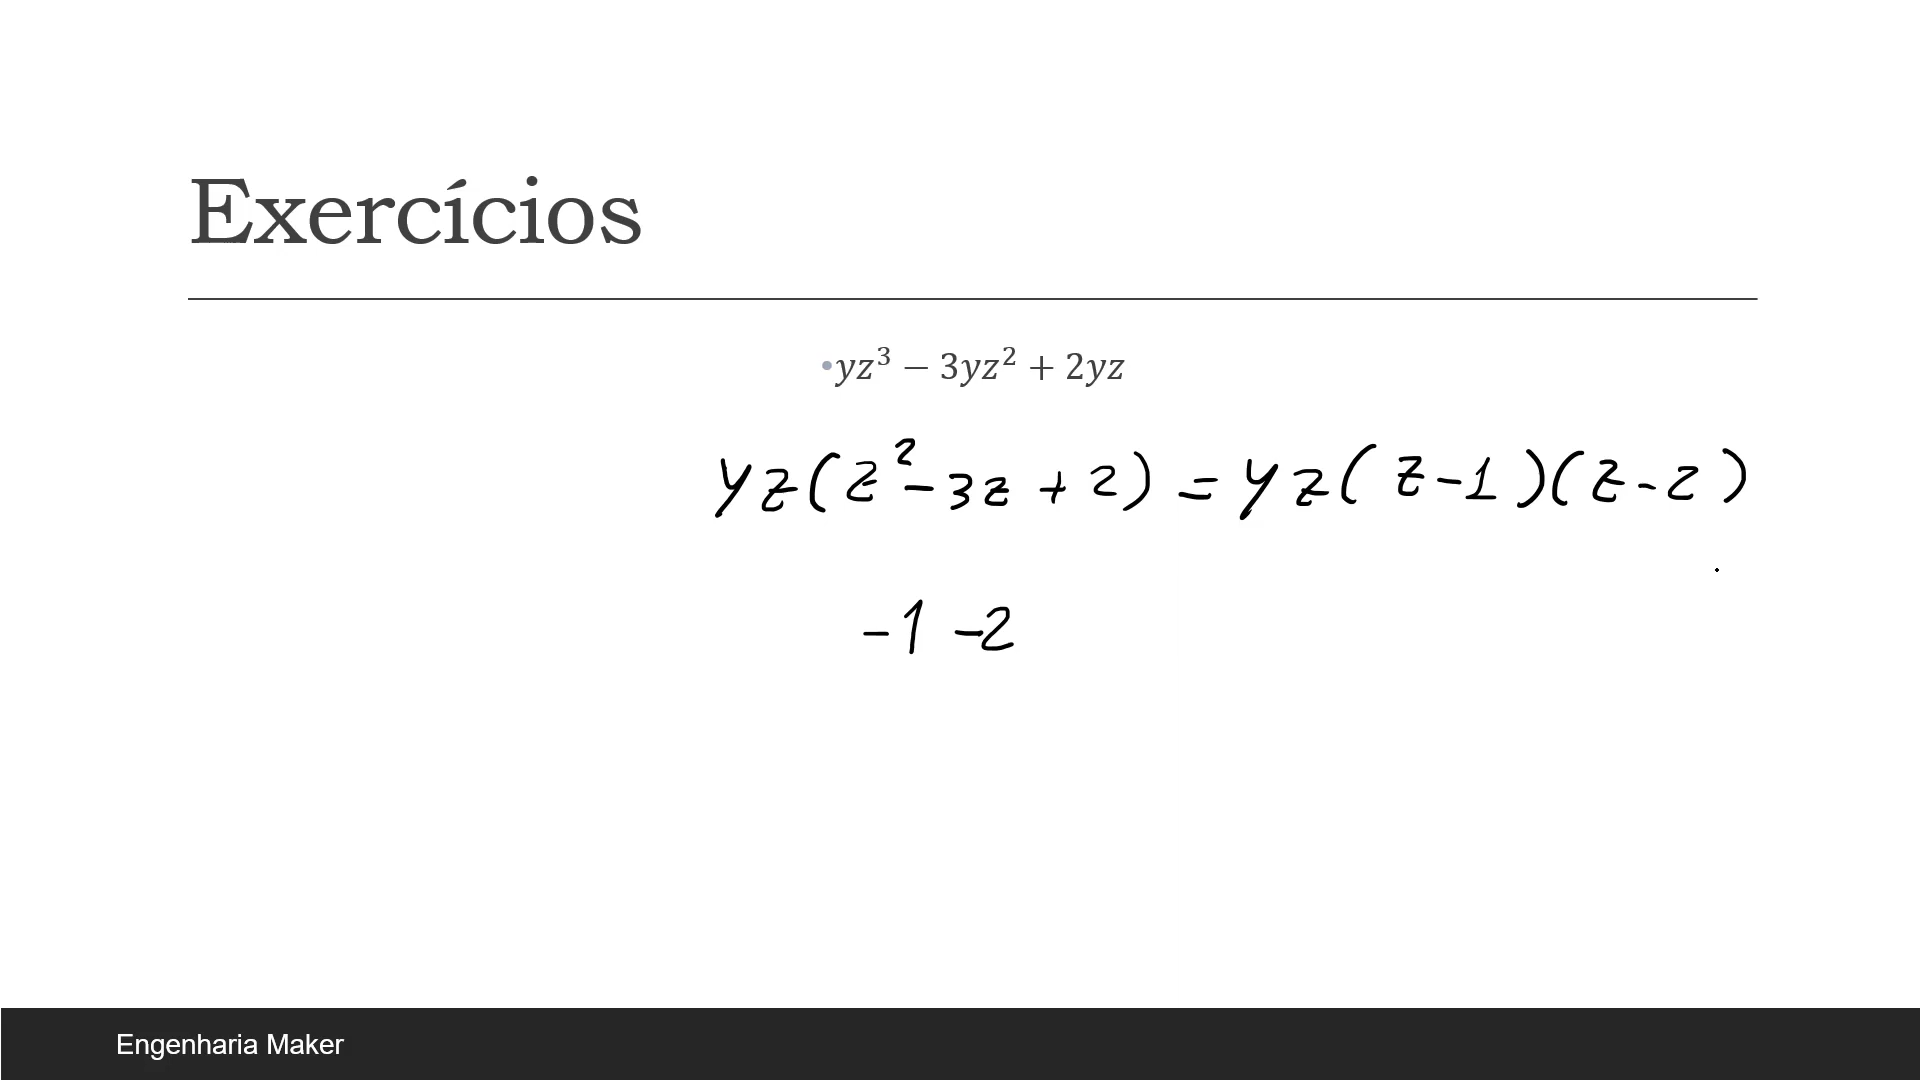 Exercícios
•yz³ − 3yz² + 2yz
yz(z²-3z+2) = yz(z-1)(z-2)
-1 -2
Engenharia Maker